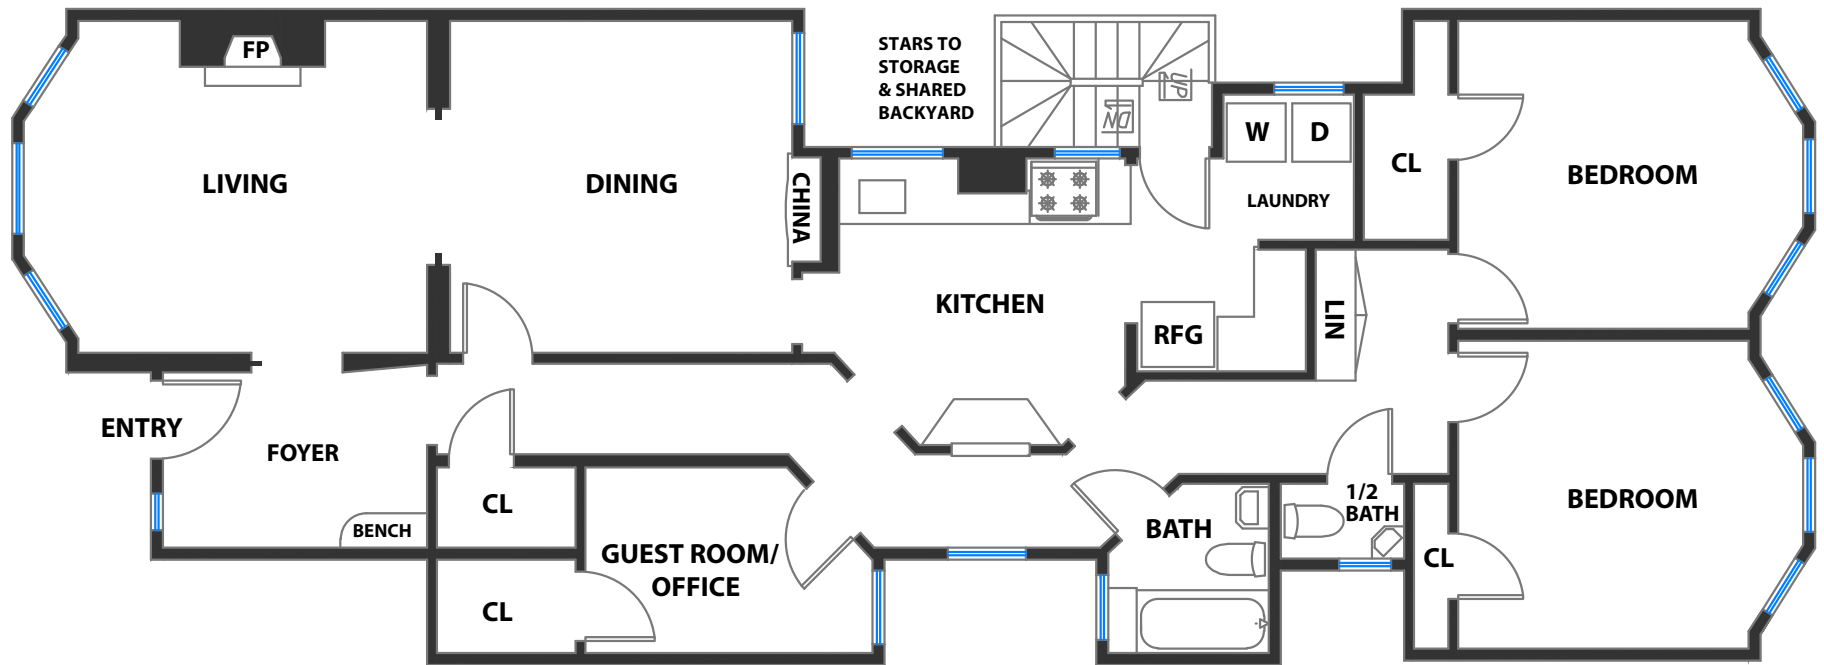 FP
STARS TO
STORAGE
& SHARED
BACKYARD
UP
DN
W
D
LIVING
DINING
CHINA
LAUNDRY
CL
BEDROOM
KITCHEN
RFG
LIN
ENTRY
FOYER
BENCH
CL
CL
GUEST ROOM/
OFFICE
BATH
1/2
BATH
CL
BEDROOM